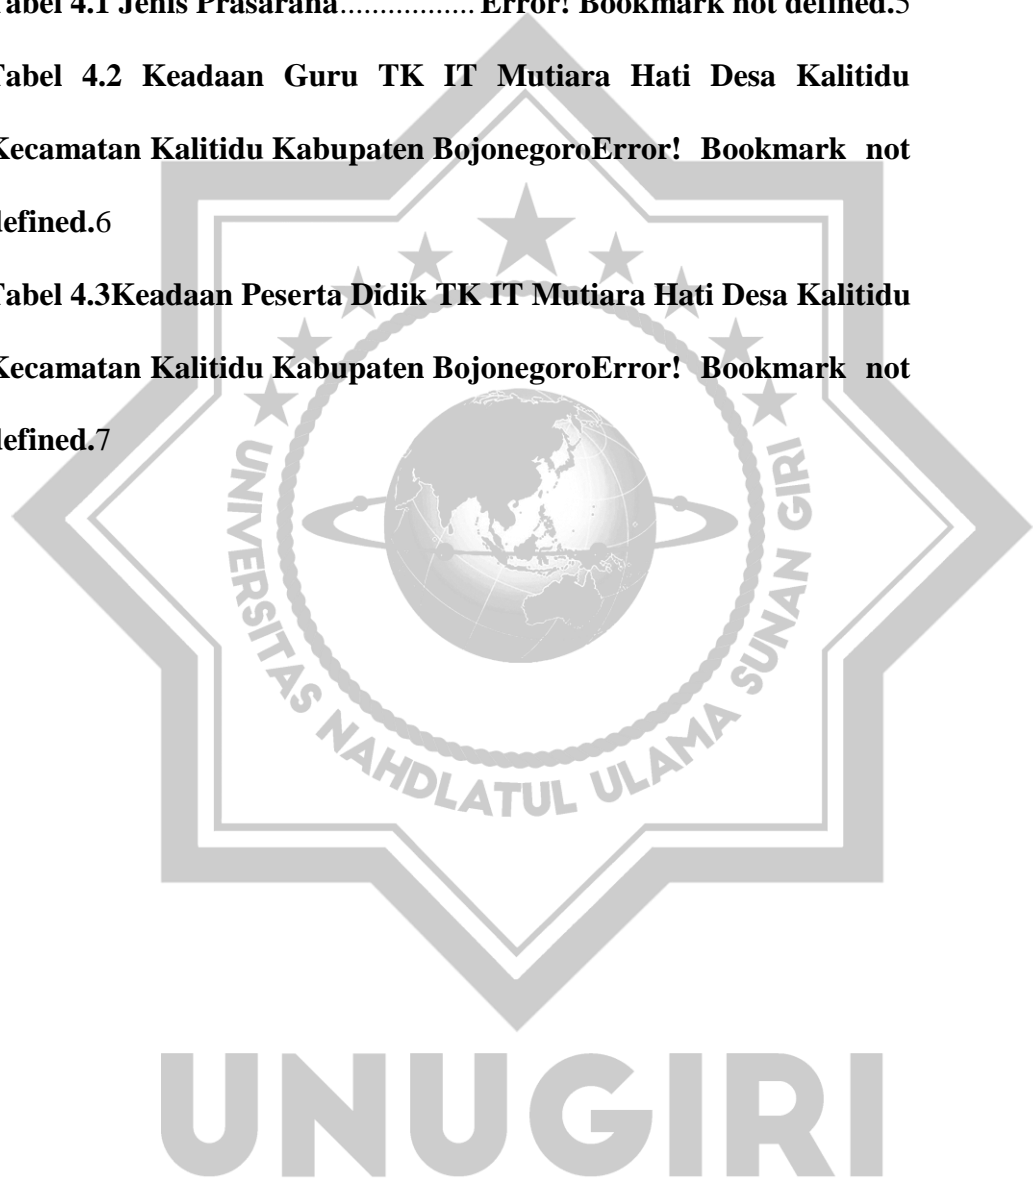 Tabel 4.1 Jenis Prasarana................. Error! Bookmark not defined.5
Tabel 4.2 Keadaan Guru TK IT Mutiara Hati Desa Kalitidu
Kecamatan Kalitidu Kabupaten BojonegoroError! Bookmark not
defined.6
Tabel 4.3Keadaan Peserta Didik TK IT Mutiara Hati Desa Kalitidu
Kecamatan Kalitidu Kabupaten BojonegoroError! Bookmark not
defined.7
UNIVERSITAS NAHDLATUL ULAMA SUNAN GIRI
UNUGIRI